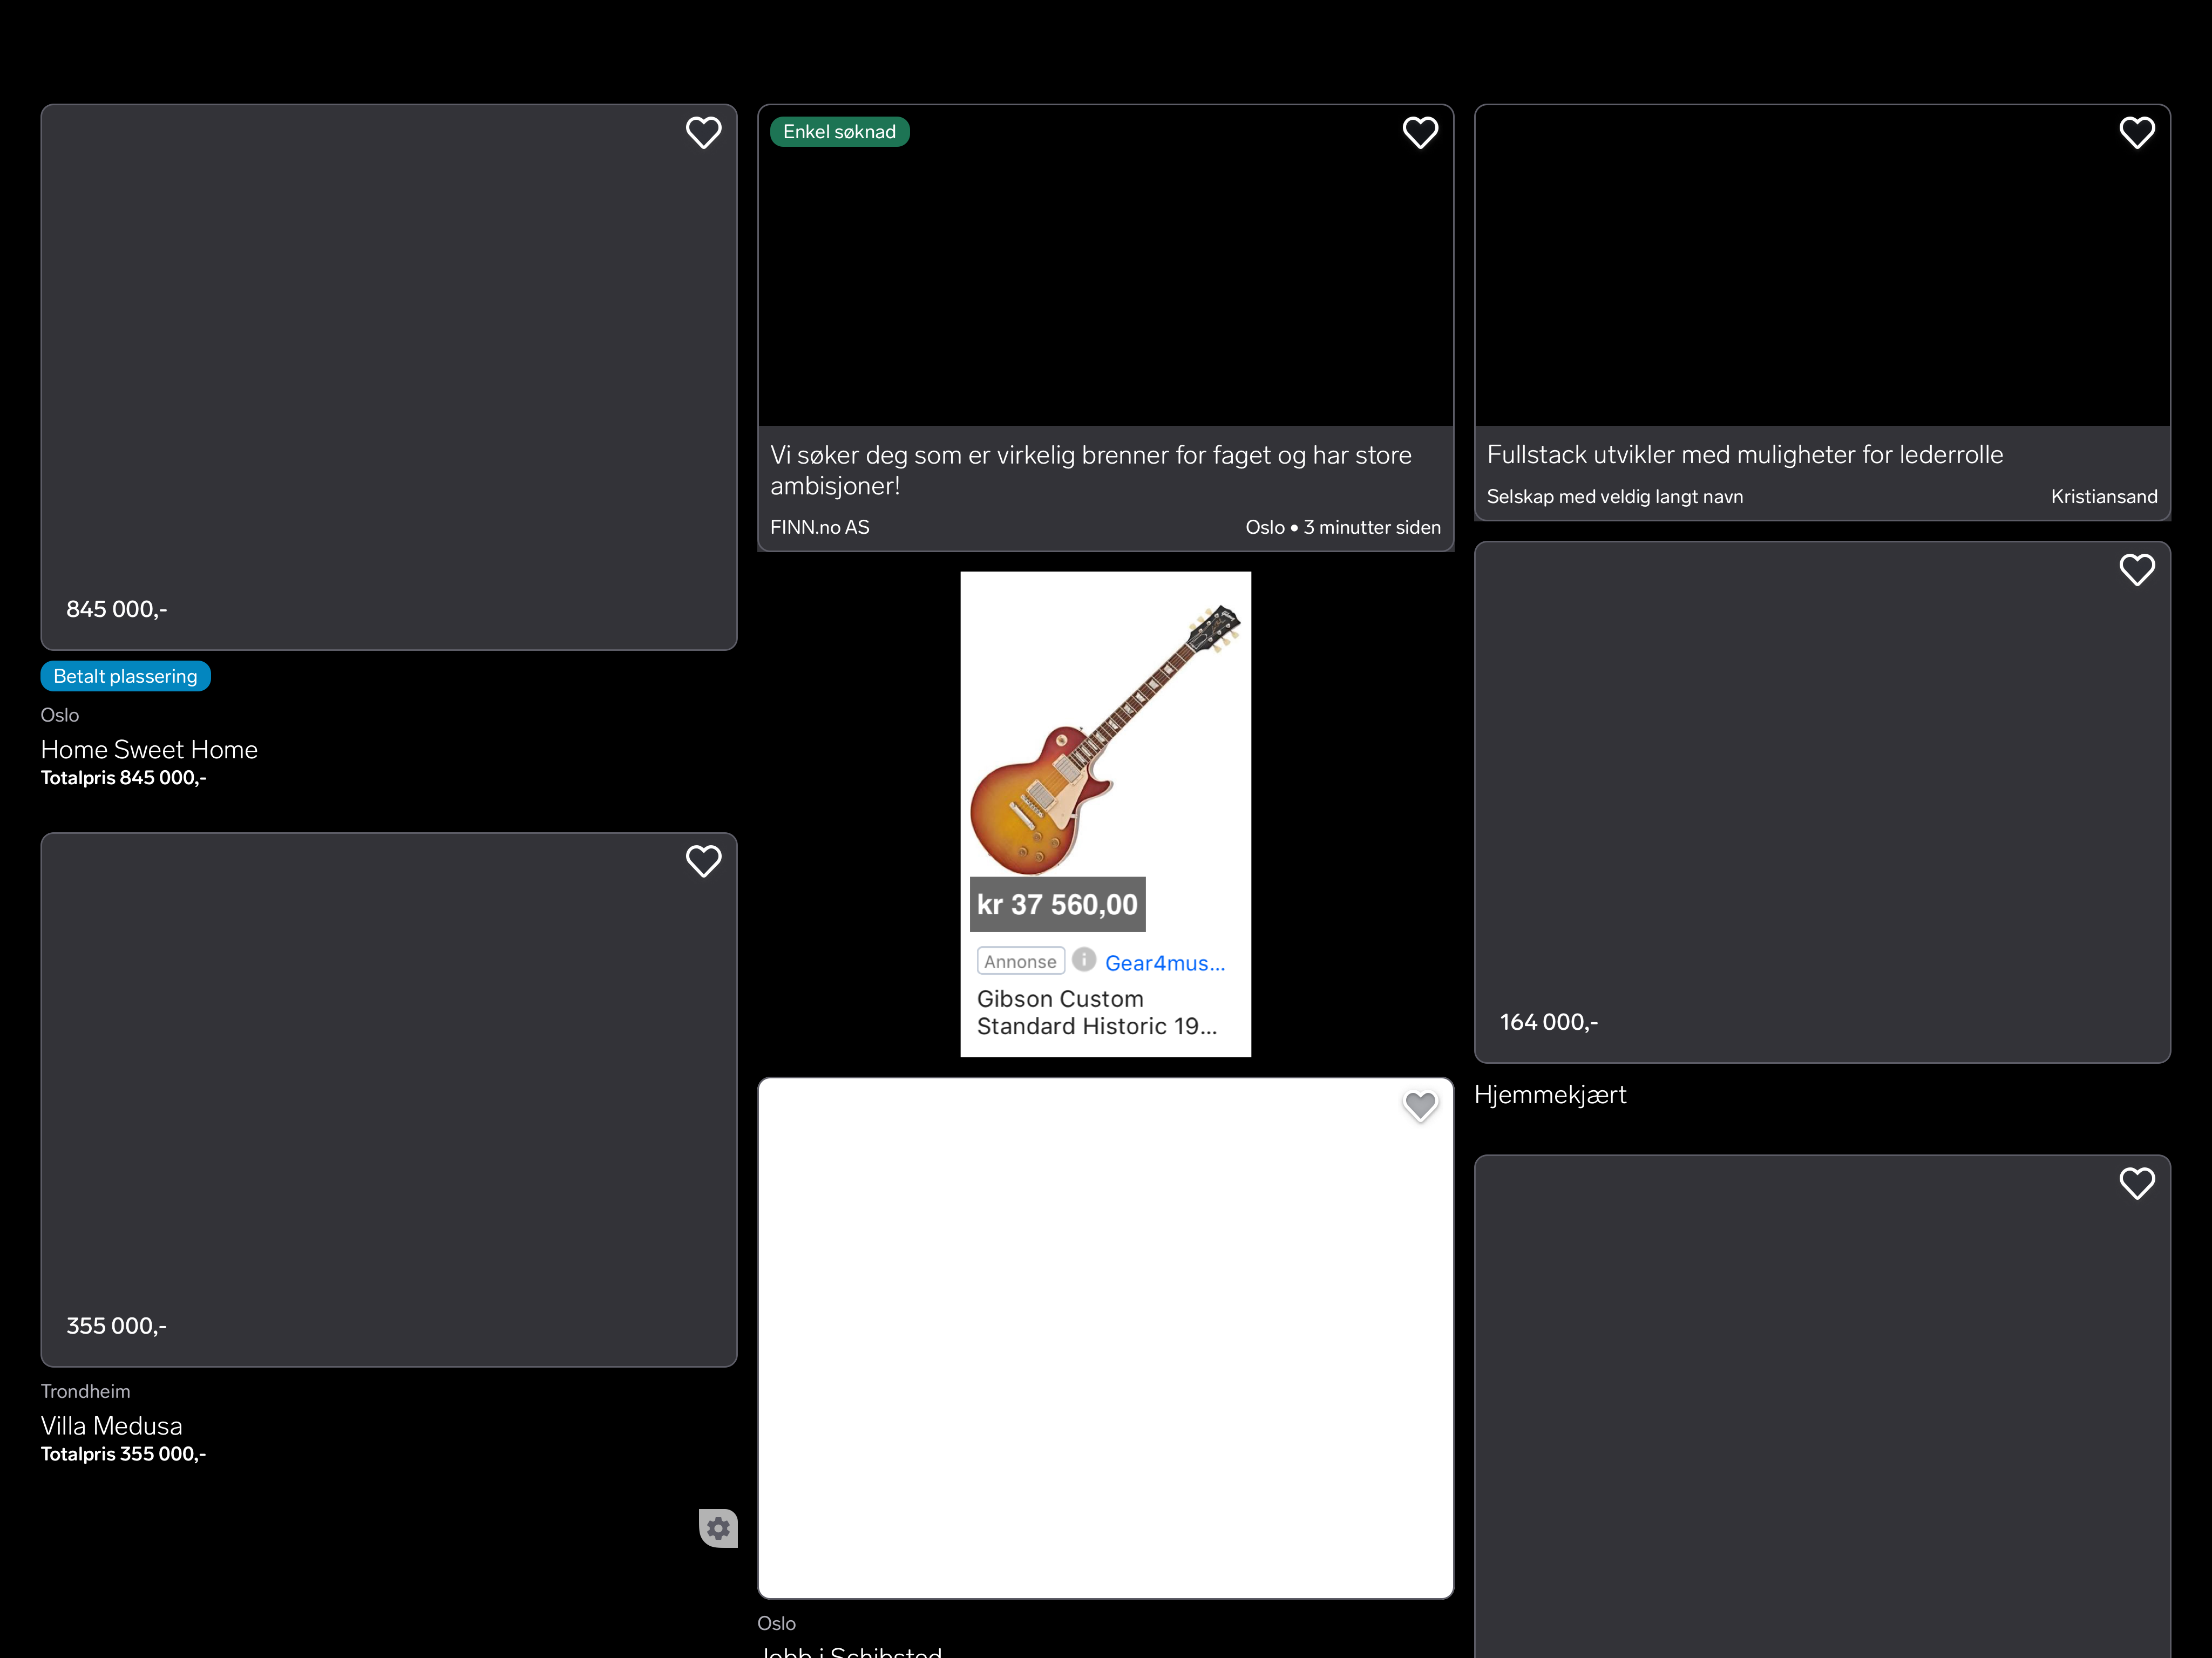 845 000,-
Betalt plassering
Oslo
Home Sweet Home
Totalpris 845 000,-
355 000,-
Trondheim
Villa Medusa
Totalpris 355 000,-
Enkel søknad
Vi søker deg som er virkelig brenner for faget og har store
ambisjoner!
FINN.no AS
Oslo • 3 minutter siden
kr 37 560,00
Annonse
Gear4mus...
Gibson Custom
Standard Historic 19...
Oslo
Jobb i Schibsted
Fullstack utvikler med muligheter for lederrolle
Selskap med veldig langt navn
Kristiansand
164 000,-
Hjemmekjært